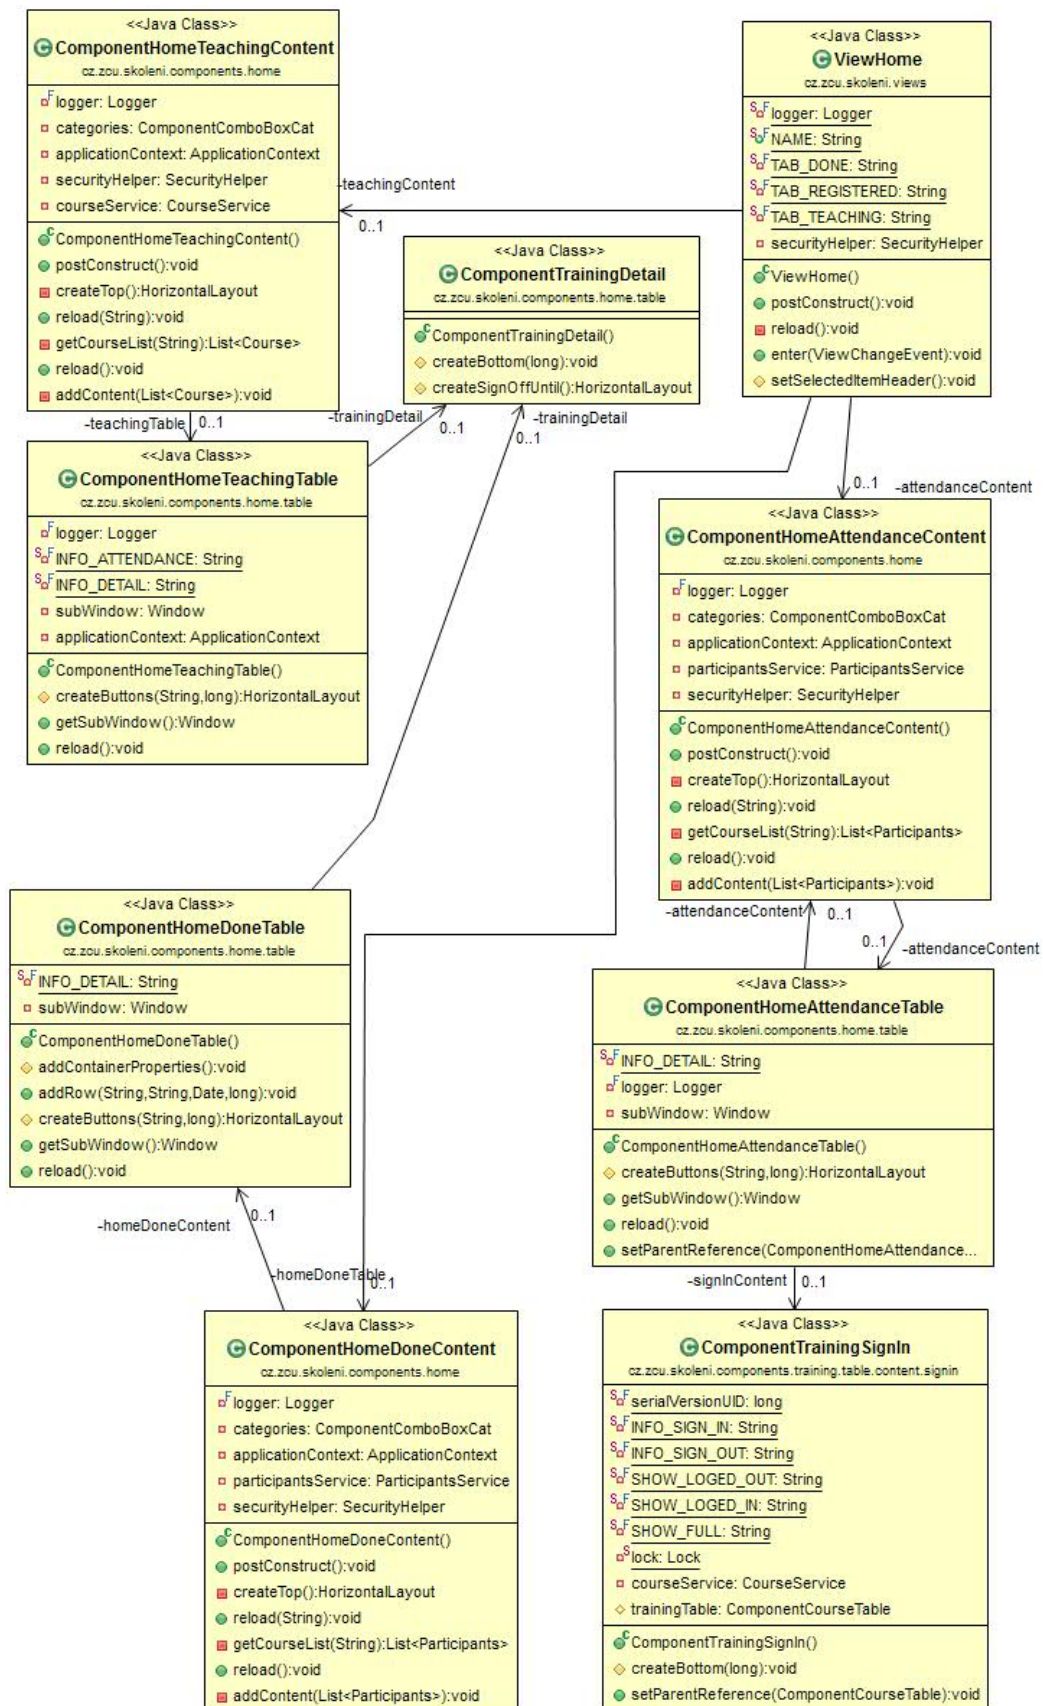 <<Java Class>>
ComponentHomeTeachingContent
cz.zcu.skoleni.components.home
logger: Logger
categories: ComponentComboBoxCat
applicationContext: ApplicationContext
securityHelper: SecurityHelper
courseService: CourseService
ComponentHomeTeachingContent()
postConstruct():void
createTop():HorizontalLayout
reload(String):void
getCourseList(String):List<Course>
reload():void
addContent(List<Course>):void
<<Java Class>>
ViewHome
cz.zcu.skoleni.views
logger: Logger
NAME: String
TAB_DONE: String
TAB_REGISTERED: String
TAB_TEACHING: String
securityHelper: SecurityHelper
ViewHome()
postConstruct():void
reload():void
enter(ViewChangeEvent):void
setSelectedItemHeader():void
-teachingContent
0..1
<<Java Class>>
ComponentTrainingDetail
cz.zcu.skoleni.components.home.table
ComponentTrainingDetail()
createBottom(long):void
createSignOffUntil():HorizontalLayout
-teachingTable
0..1
-trainingDetail
0..1
-trainingDetail
0..1
<<Java Class>>
ComponentHomeTeachingTable
cz.zcu.skoleni.components.home.table
logger: Logger
INFO_ATTENDANCE: String
INFO_DETAIL: String
subWindow: Window
applicationContext: ApplicationContext
ComponentHomeTeachingTable()
createButtons(String,long):HorizontalLayout
getSubWindow():Window
reload():void
0..1
-attendanceContent
<<Java Class>>
ComponentHomeAttendanceContent
cz.zcu.skoleni.components.home
logger: Logger
categories: ComponentComboBoxCat
applicationContext: ApplicationContext
participantsService: ParticipantsService
securityHelper: SecurityHelper
ComponentHomeAttendanceContent()
postConstruct():void
createTop():HorizontalLayout
reload(String):void
getCourseList(String):List<Participants>
reload():void
addContent(List<Participants>):void
-attendanceContent
0..1
0..1
-attendanceContent
<<Java Class>>
ComponentHomeDoneTable
cz.zcu.skoleni.components.home.table
INFO_DETAIL: String
subWindow: Window
ComponentHomeDoneTable()
addContainerProperties():void
addRow(String,String,Date,long):void
createButtons(String,long):HorizontalLayout
getSubWindow():Window
reload():void
<<Java Class>>
ComponentHomeAttendanceTable
cz.zcu.skoleni.components.home.table
INFO_DETAIL: String
logger: Logger
subWindow: Window
ComponentHomeAttendanceTable()
createButtons(String,long):HorizontalLayout
getSubWindow():Window
reload():void
setParentReference(ComponentHomeAttendance...
-homeDoneContent
0..1
-homeDoneTable
0..1
-signInContent
0..1
<<Java Class>>
ComponentHomeDoneContent
cz.zcu.skoleni.components.home
logger: Logger
categories: ComponentComboBoxCat
applicationContext: ApplicationContext
participantsService: ParticipantsService
securityHelper: SecurityHelper
ComponentHomeDoneContent()
postConstruct():void
createTop():HorizontalLayout
reload(String):void
getCourseList(String):List<Participants>
reload():void
addContent(List<Participants>):void
<<Java Class>>
ComponentTrainingSignIn
cz.zcu.skoleni.components.training.table.content.signin
serialVersionUID: long
INFO_SIGN_IN: String
INFO_SIGN_OUT: String
SHOW_LOGED_OUT: String
SHOW_LOGED_IN: String
SHOW_FULL: String
lock: Lock
courseService: CourseService
trainingTable: ComponentCourseTable
ComponentTrainingSignIn()
createBottom(long):void
setParentReference(ComponentCourseTable):void